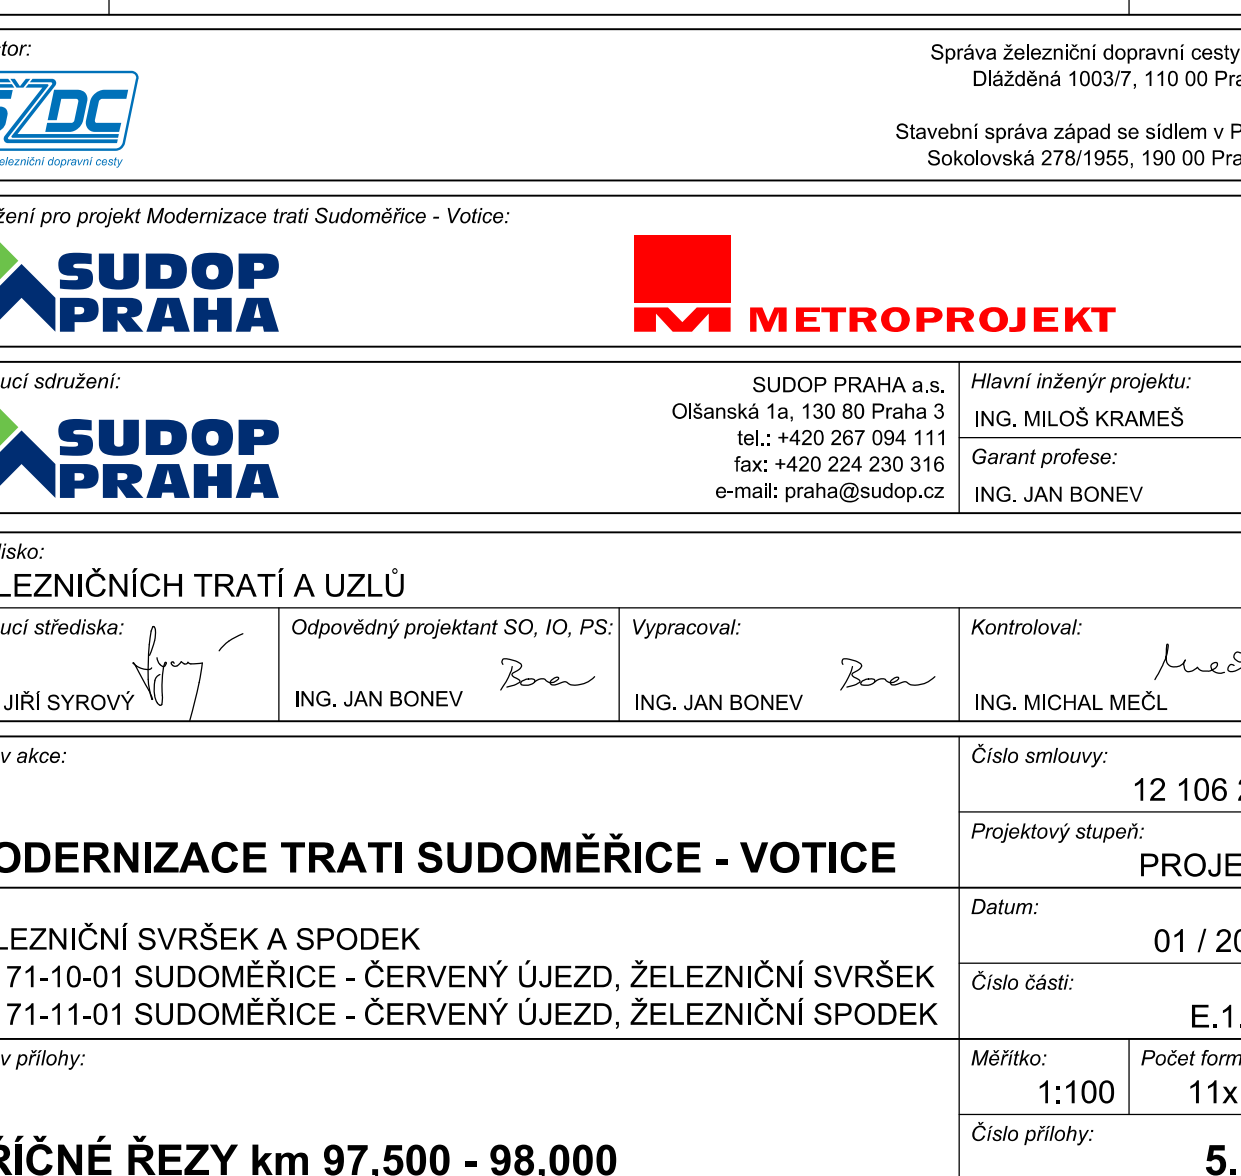 tor:
Správa železniční dopravní cesty
Dlážděná 1003/7, 110 00 Pra
SŽDC
elezniční dopravní cesty
Stavební správa západ se sídlem v P
Sokolovská 278/1955, 190 00 Pra
žení pro projekt Modernizace trati Sudoměřice - Votice:
SUDOP
PRAHA
METROPROJEKT
ucí sdružení:
SUDOP
PRAHA
SUDOP PRAHA a.s.
Olšanská 1a, 130 80 Praha 3
tel.: +420 267 094 111
fax: +420 224 230 316
e-mail: praha@sudop.cz
Hlavní inženýr projektu:
ING. MILOŠ KRAMEŠ
Garant profese:
ING. JAN BONEV
isko:
LEZNIČNÍCH TRATÍ A UZLŮ
ucí střediska:
JIŘÍ SYROVÝ
Odpovědný projektant SO, IO, PS:
Bonev
ING. JAN BONEV
Vypracoval:
Bonev
ING. JAN BONEV
Kontroloval:
ING. MICHAL MEČL
v akce:
ODERNIZACE TRATI SUDOMĚŘICE - VOTICE
Číslo smlouvy:
12 106 2
Projektový stupeň:
PROJE
LEZNIČNÍ SVRŠEK A SPODEK
71-10-01 SUDOMĚŘICE - ČERVENÝ ÚJEZD, ŽELEZNIČNÍ SVRŠEK
71-11-01 SUDOMĚŘICE - ČERVENÝ ÚJEZD, ŽELEZNIČNÍ SPODEK
Datum:
01 / 20
Číslo části:
E.1.
v přílohy:
ŘÍČNÉ ŘEZY km 97,500 - 98,000
Měřítko:
1:100
Počet form
11x
Číslo přílohy:
5.